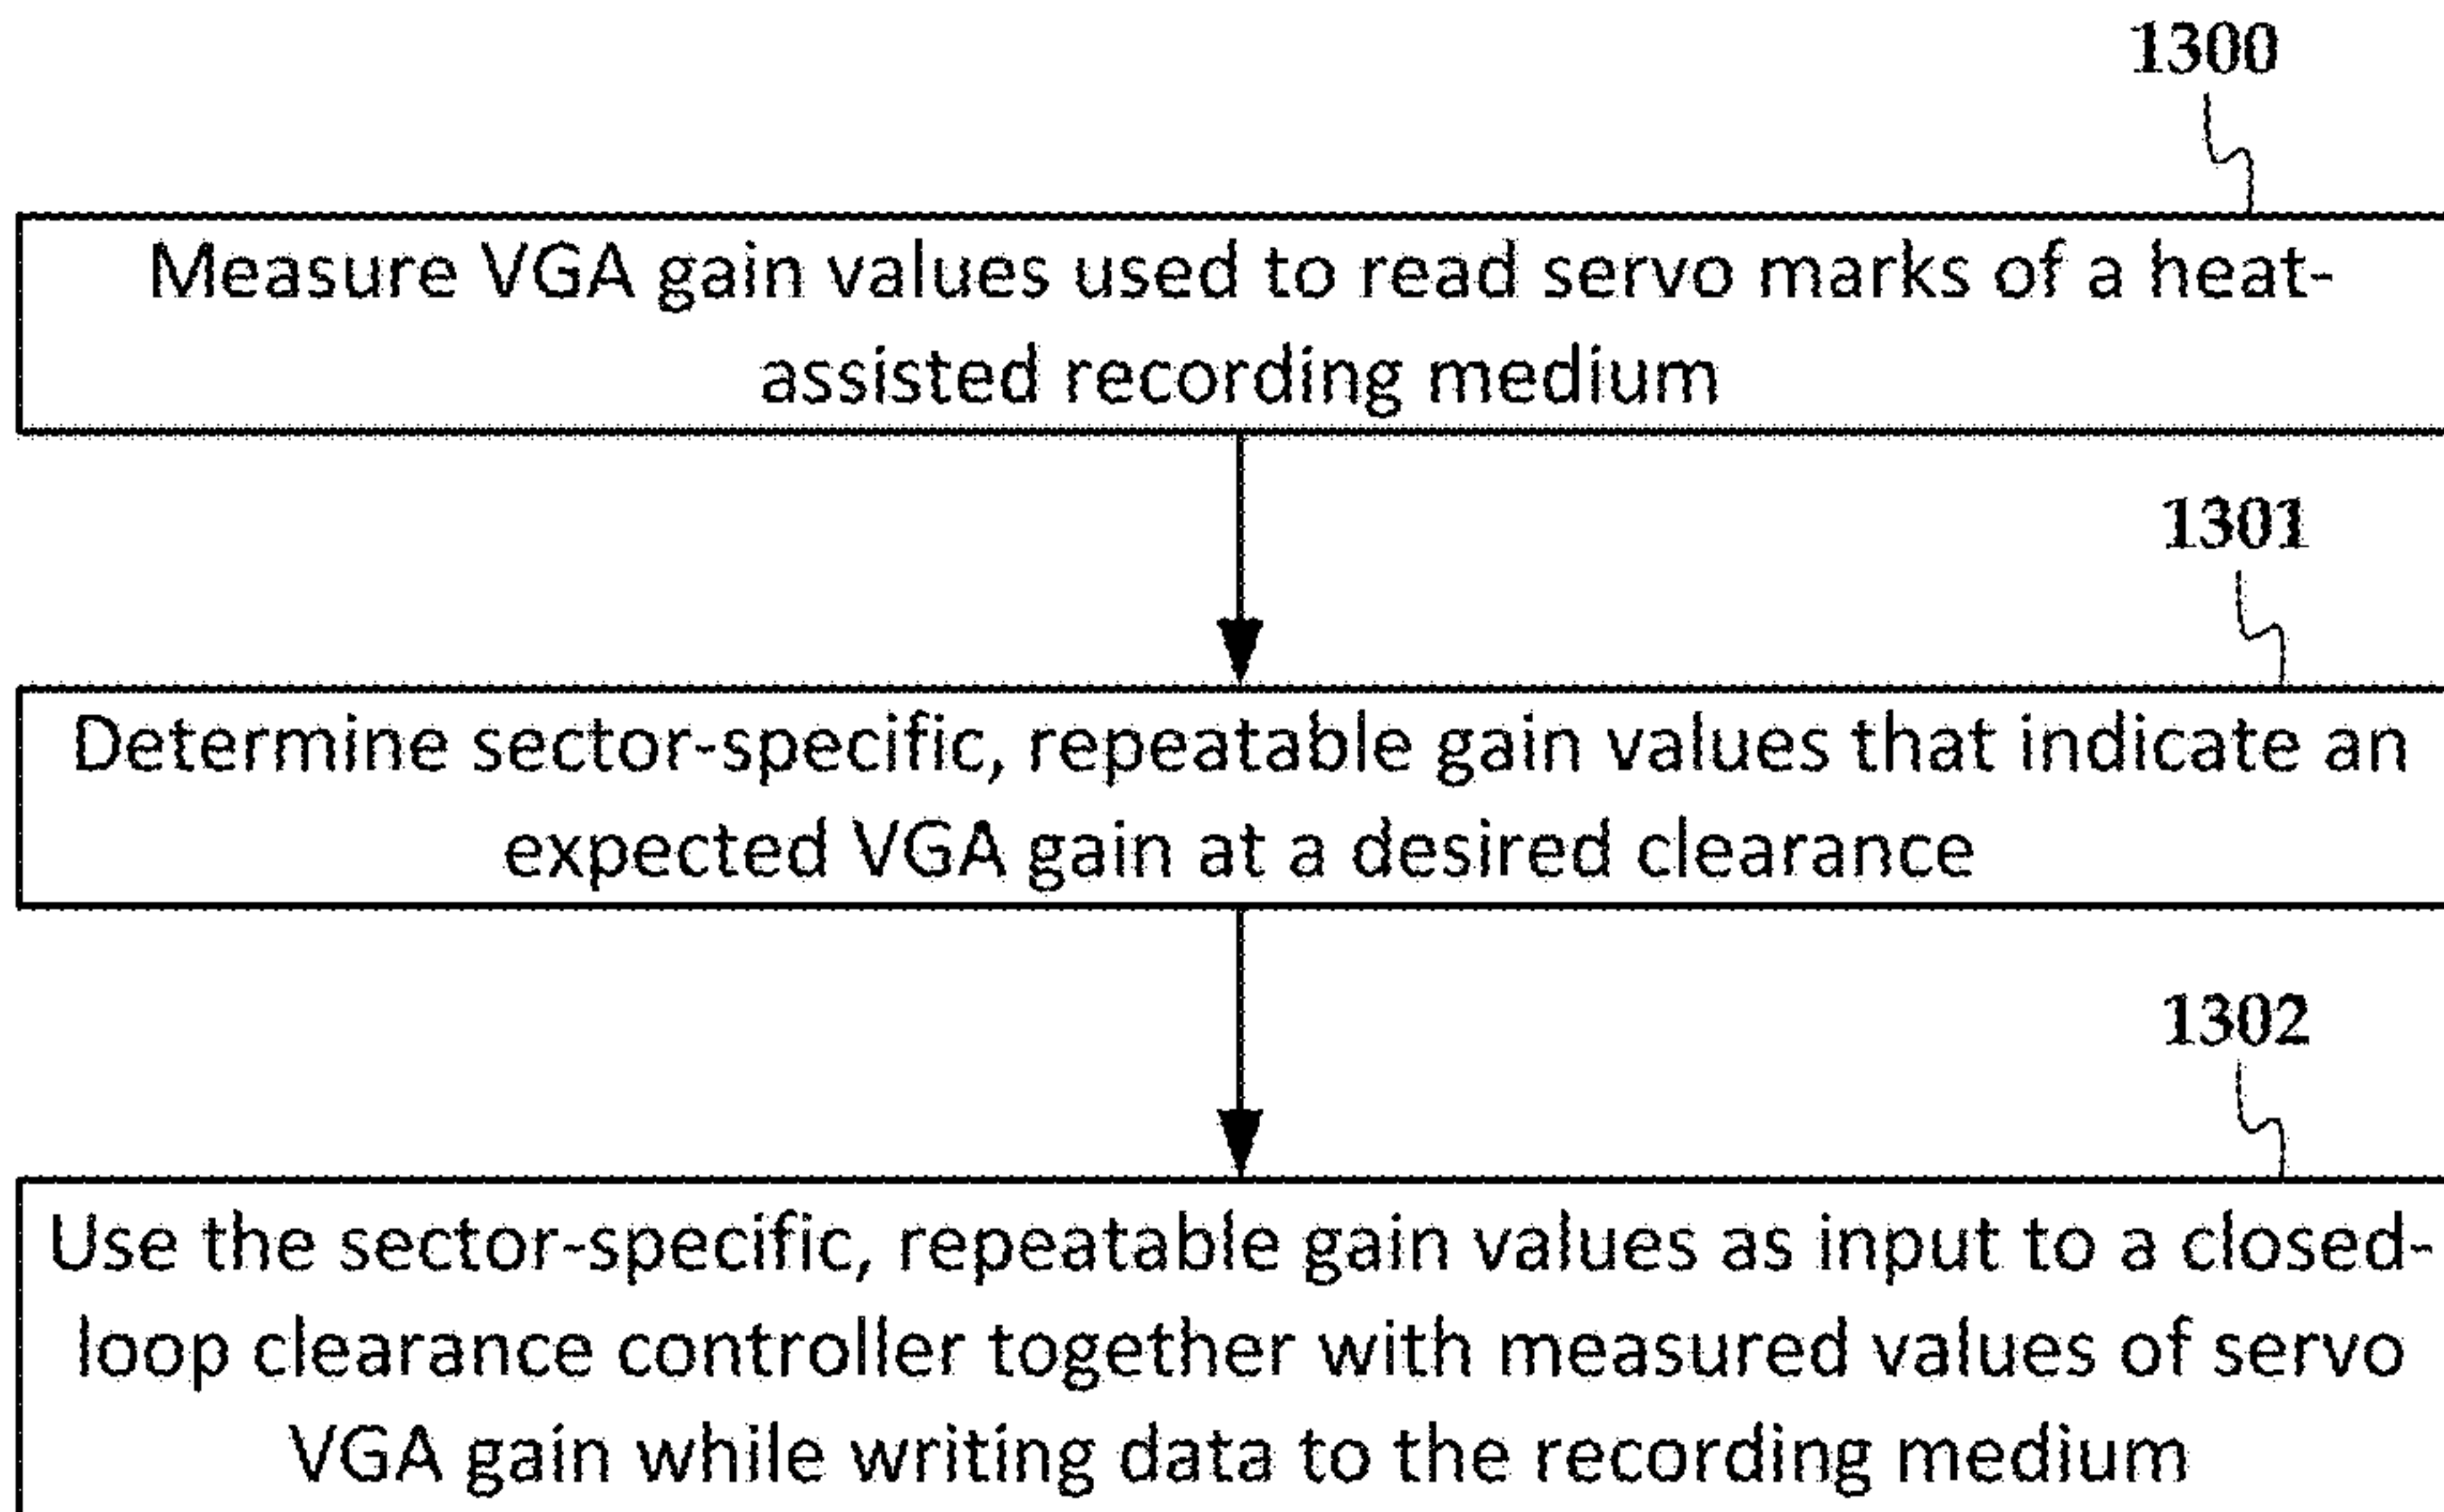 1300
Measure VGA gain values used to read servo marks of a heat-
assisted recording medium
1301
Determine sector-specific, repeatable gain values that indicate an
expected VGA gain at a desired clearance
1302
Use the sector-specific, repeatable gain values as input to a closed-
loop clearance controller together with measured values of servo
VGA gain while writing data to the recording medium